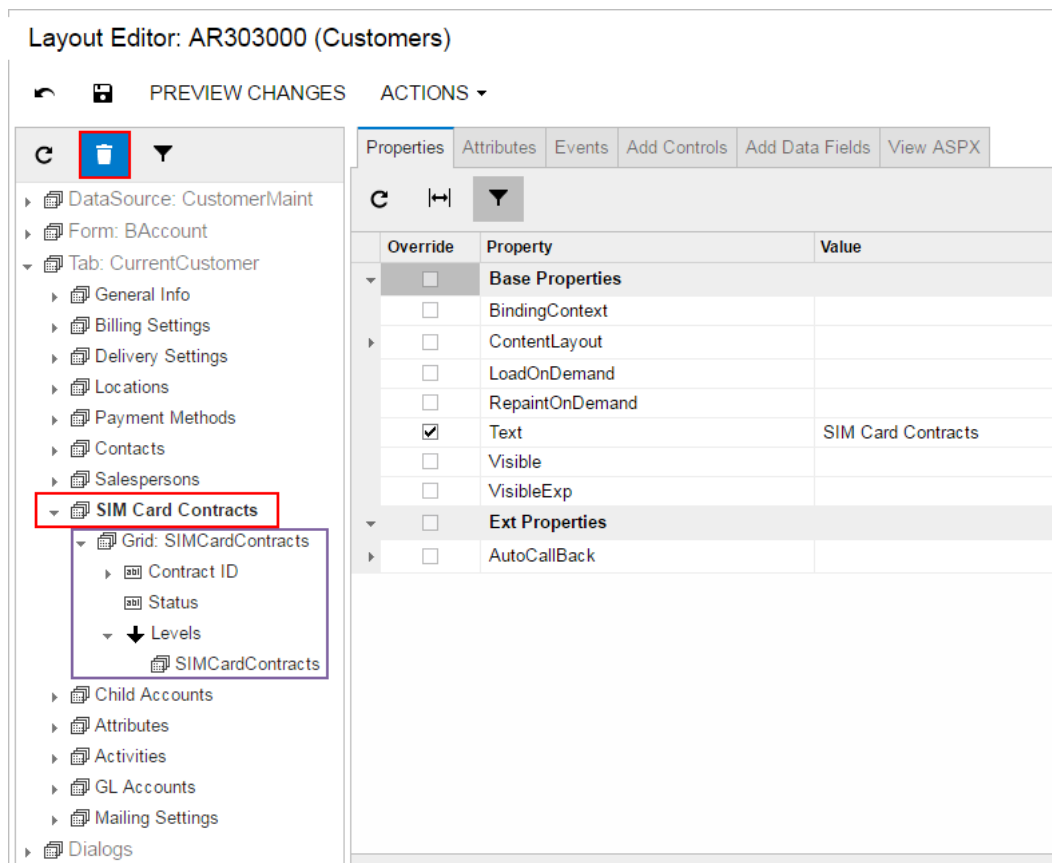 Layout Editor: AR303000 (Customers)
PREVIEW CHANGES ACTIONS
DataSource: CustomerMaint
Form: BAccount
Tab: CurrentCustomer
General Info
Billing Settings
Delivery Settings
Locations
Payment Methods
Contacts
Salespersons
SIM Card Contracts
Grid: SIMCardContracts
Contract ID
Status
Levels
SIMCardContracts
Child Accounts
Attributes
Activities
GL Accounts
Mailing Settings
Dialogs
Properties Attributes Events Add Controls Add Data Fields View ASPX
Override Property Value
Base Properties
BindingContext
ContentLayout
LoadOnDemand
RepaintOnDemand
Text SIM Card Contracts
Visible
VisibleExp
Ext Properties
AutoCallBack